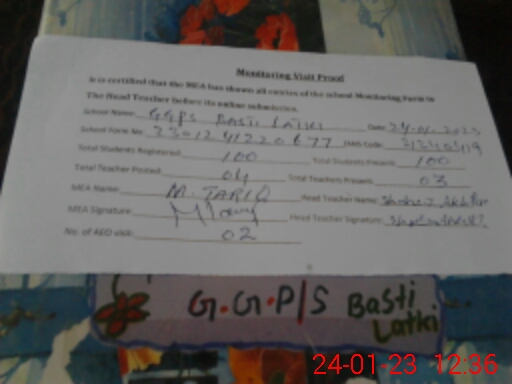 Monitoring Visit Proof
It is certified that the MEA has shown all entries of the school Monitoring Form to
The Head Teacher before its online submission.
School Name: GGPS BASTI LATKI Date: 24-01-2023
School Form No. EMIS Code:
Total Students Registered: 100 Total Students Present: 100
Total Teacher Posted: 04 Total Teachers Present: 03
MEA Name: M. TARIQ Head Teacher Name:
MEA Signature: Head Teacher Signature:
No. of AEO visit: 02
G.G.P/S Basti
Latki
24-01-23 12:36